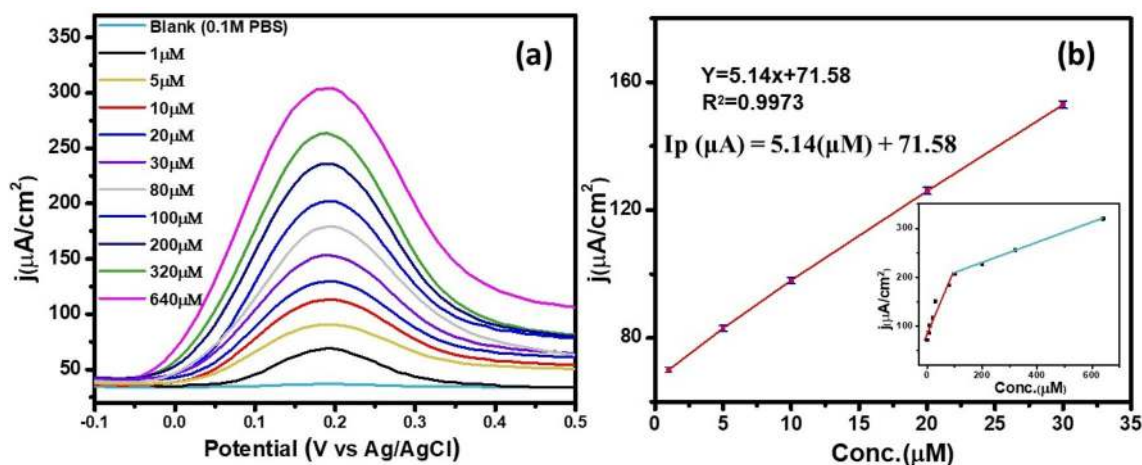 (a)
Blank (0.1M PBS)
1μM
5μM
10μM
20μM
30μM
80μM
100μM
200μM
320μM
640μM
350
300
250
200
150
100
50
j(μA/cm²)
-0.1 0.0 0.1 0.2 0.3 0.4 0.5
Potential (V vs Ag/AgCl)
(b)
Y=5.14x+71.58
R²=0.9973
Ip (μA) = 5.14(μM) + 71.58
160
120
80
j(μA/cm²)
0 5 10 15 20 25 30 35
Conc.(μM)
300
200
100
j(μA/cm²)
0 200 400 600
Conc.(μM)